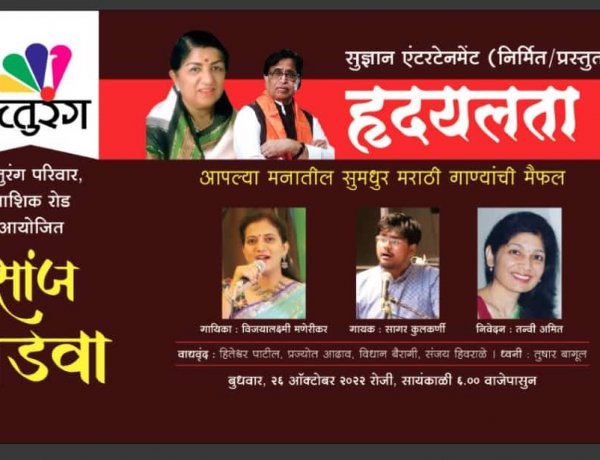 सुज्ञान एंटरटेनमेंट (निर्मित/प्रस्तुत
हृदयलता
आपल्या मनातील सुमधुर मराठी गाण्यांची मैफल
त्तुरंग
तुरंग परिवार,
ाशिक रोड
आयोजित
सांज
डवा
गायिका : विजयालक्ष्मी मणेरीकर
गायक : सागर कुलकर्णी
निवेदन : तन्वी अमित
वाद्यवृंद : हितेश्वर पाटील, प्रज्योत आढाव, विधान बैरागी, संजय हिवराळे । ध्वनी : तुषार बागूल
बुधवार, २६ ऑक्टोबर २०२२ रोजी, सायंकाळी ६.०० वाजेपासुन